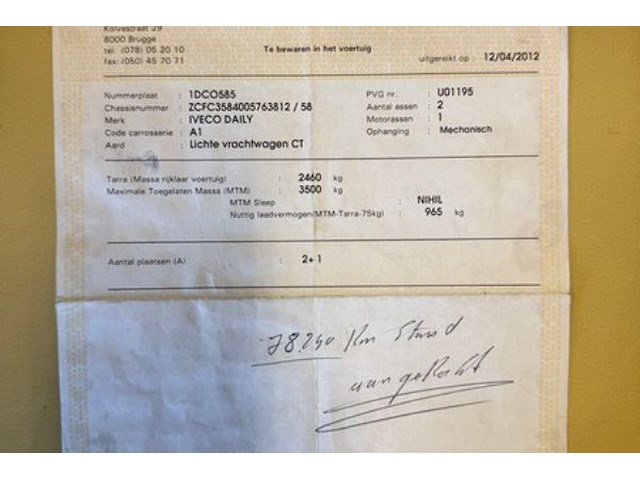 Kolvestraat 29
8000 Brugge
tel: (078) 05 20 10
fax: (050) 45 70 71
Te bewaren in het voertuig
uitgereikt op : 12/04/2012
Nummerplaat : 1DCO585
PVG nr. : U01195
Chassisnummer : ZCFC3584005763812 / 58
Aantal assen : 2
Merk : IVECO DAILY
Motorassen : 1
Code carrosserie : A1
Ophanging : Mechanisch
Aard : Lichte vrachtwagen CT
Tarra (Massa rijklaar voertuig) : 2460 kg
Maximale Toegelaten Massa (MTM) : 3500 kg
MTM Sleep : NIHIL
Nuttig laadvermogen(MTM-Tarra-75kg) : 965 kg
Aantal plaatsen (A) : 2+1
78.240 Km Stand
aangekocht